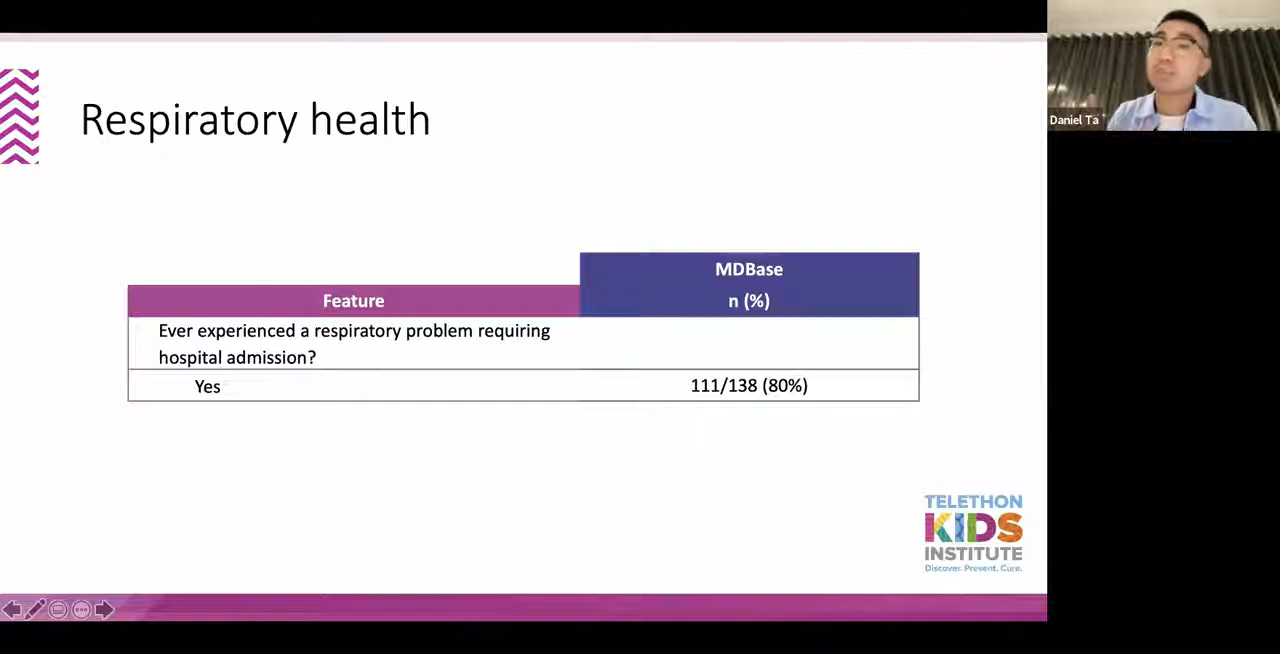 Respiratory health
MDBase
Feature
n (%)
Ever experienced a respiratory problem requiring
hospital admission?
Yes
111/138 (80%)
TELETHON
KIDS
INSTITUTE
Discover. Prevent. Cure.
Daniel Ta